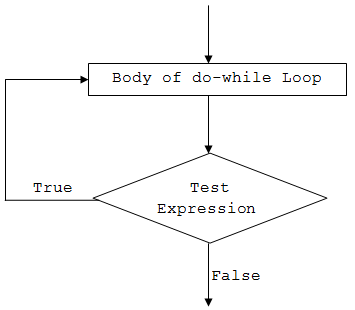 Body of do-while Loop
True
Test
Expression
False